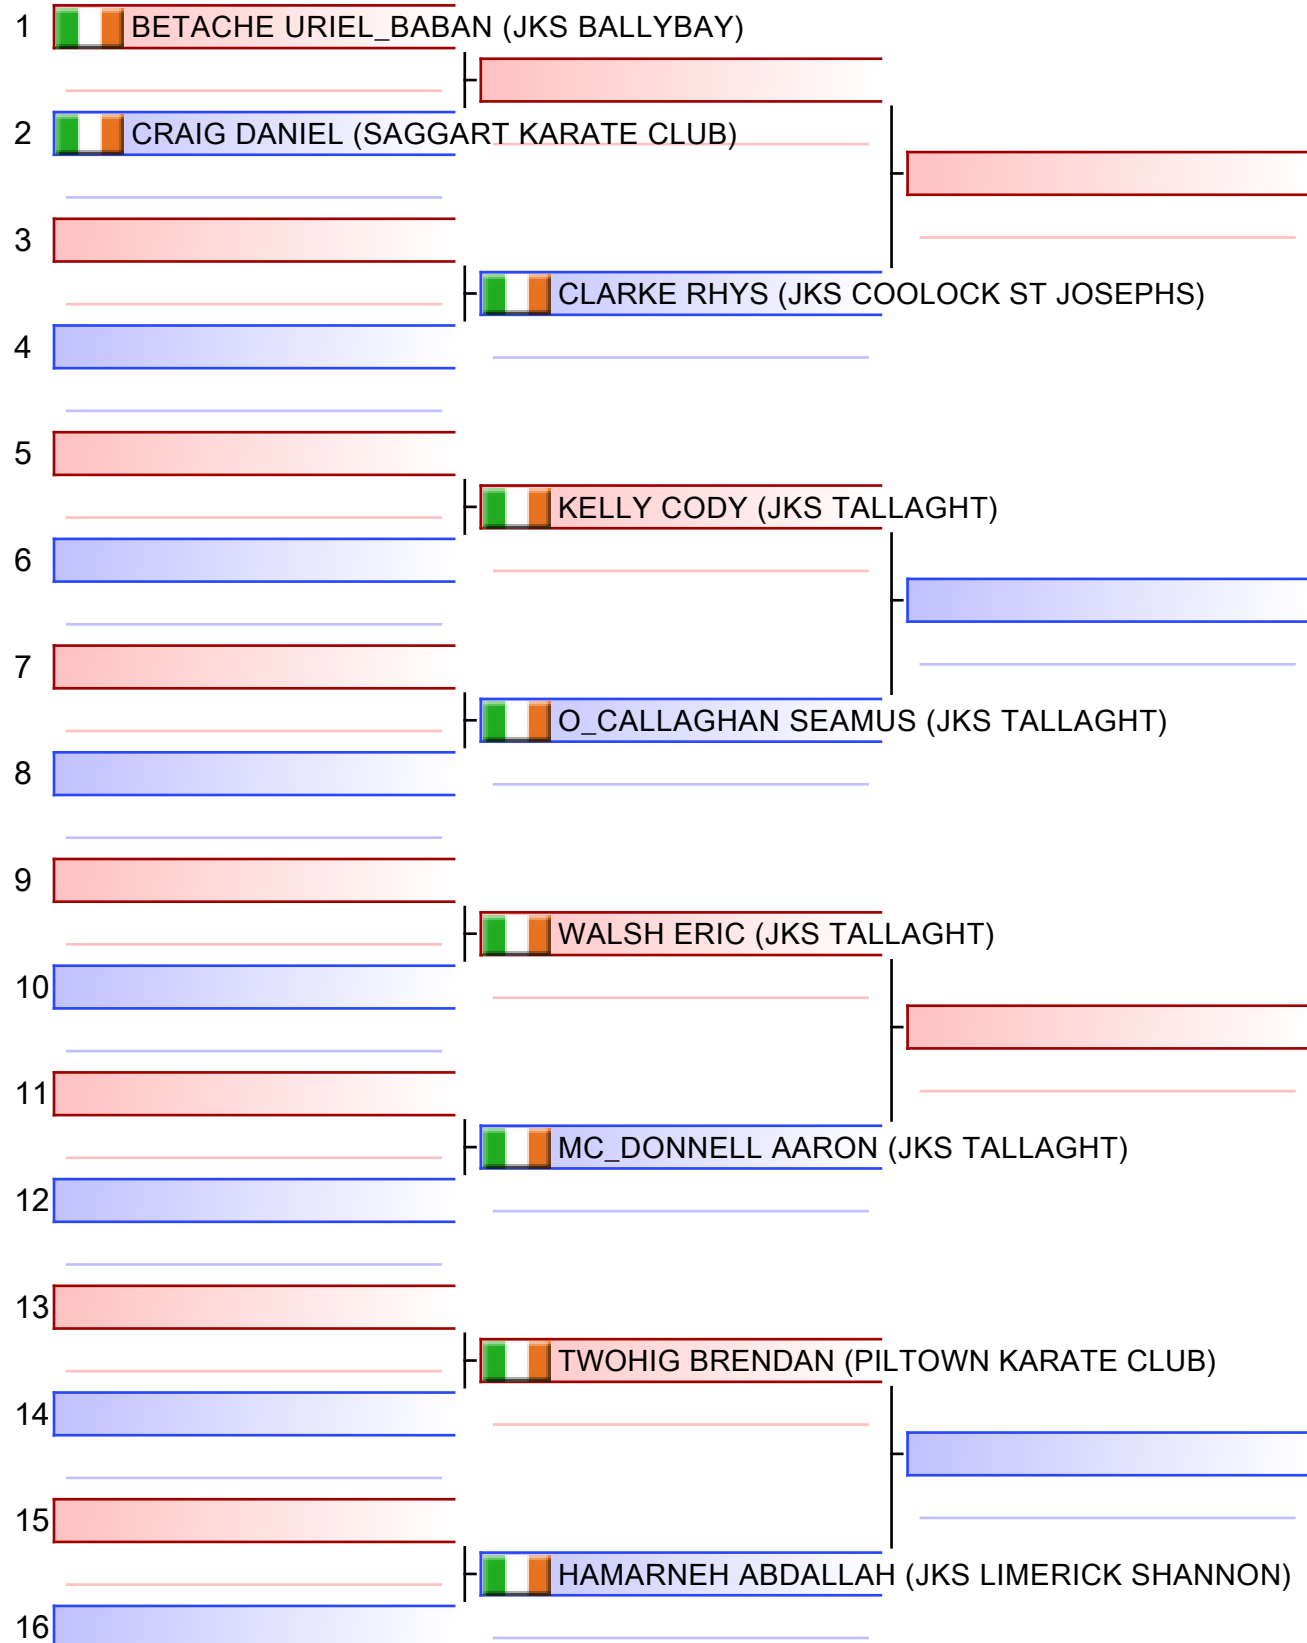 1 BETACHE URIEL_BABAN (JKS BALLYBAY)
2 CRAIG DANIEL (SAGGART KARATE CLUB)
3
CLARKE RHYS (JKS COOLOCK ST JOSEPHS)
4
5
KELLY CODY (JKS TALLAGHT)
6
7
O_CALLAGHAN SEAMUS (JKS TALLAGHT)
8
9
WALSH ERIC (JKS TALLAGHT)
10
11
MC_DONNELL AARON (JKS TALLAGHT)
12
13
TWOHIG BRENDAN (PILTOWN KARATE CLUB)
14
15
HAMARNEH ABDALLAH (JKS LIMERICK SHANNON)
16